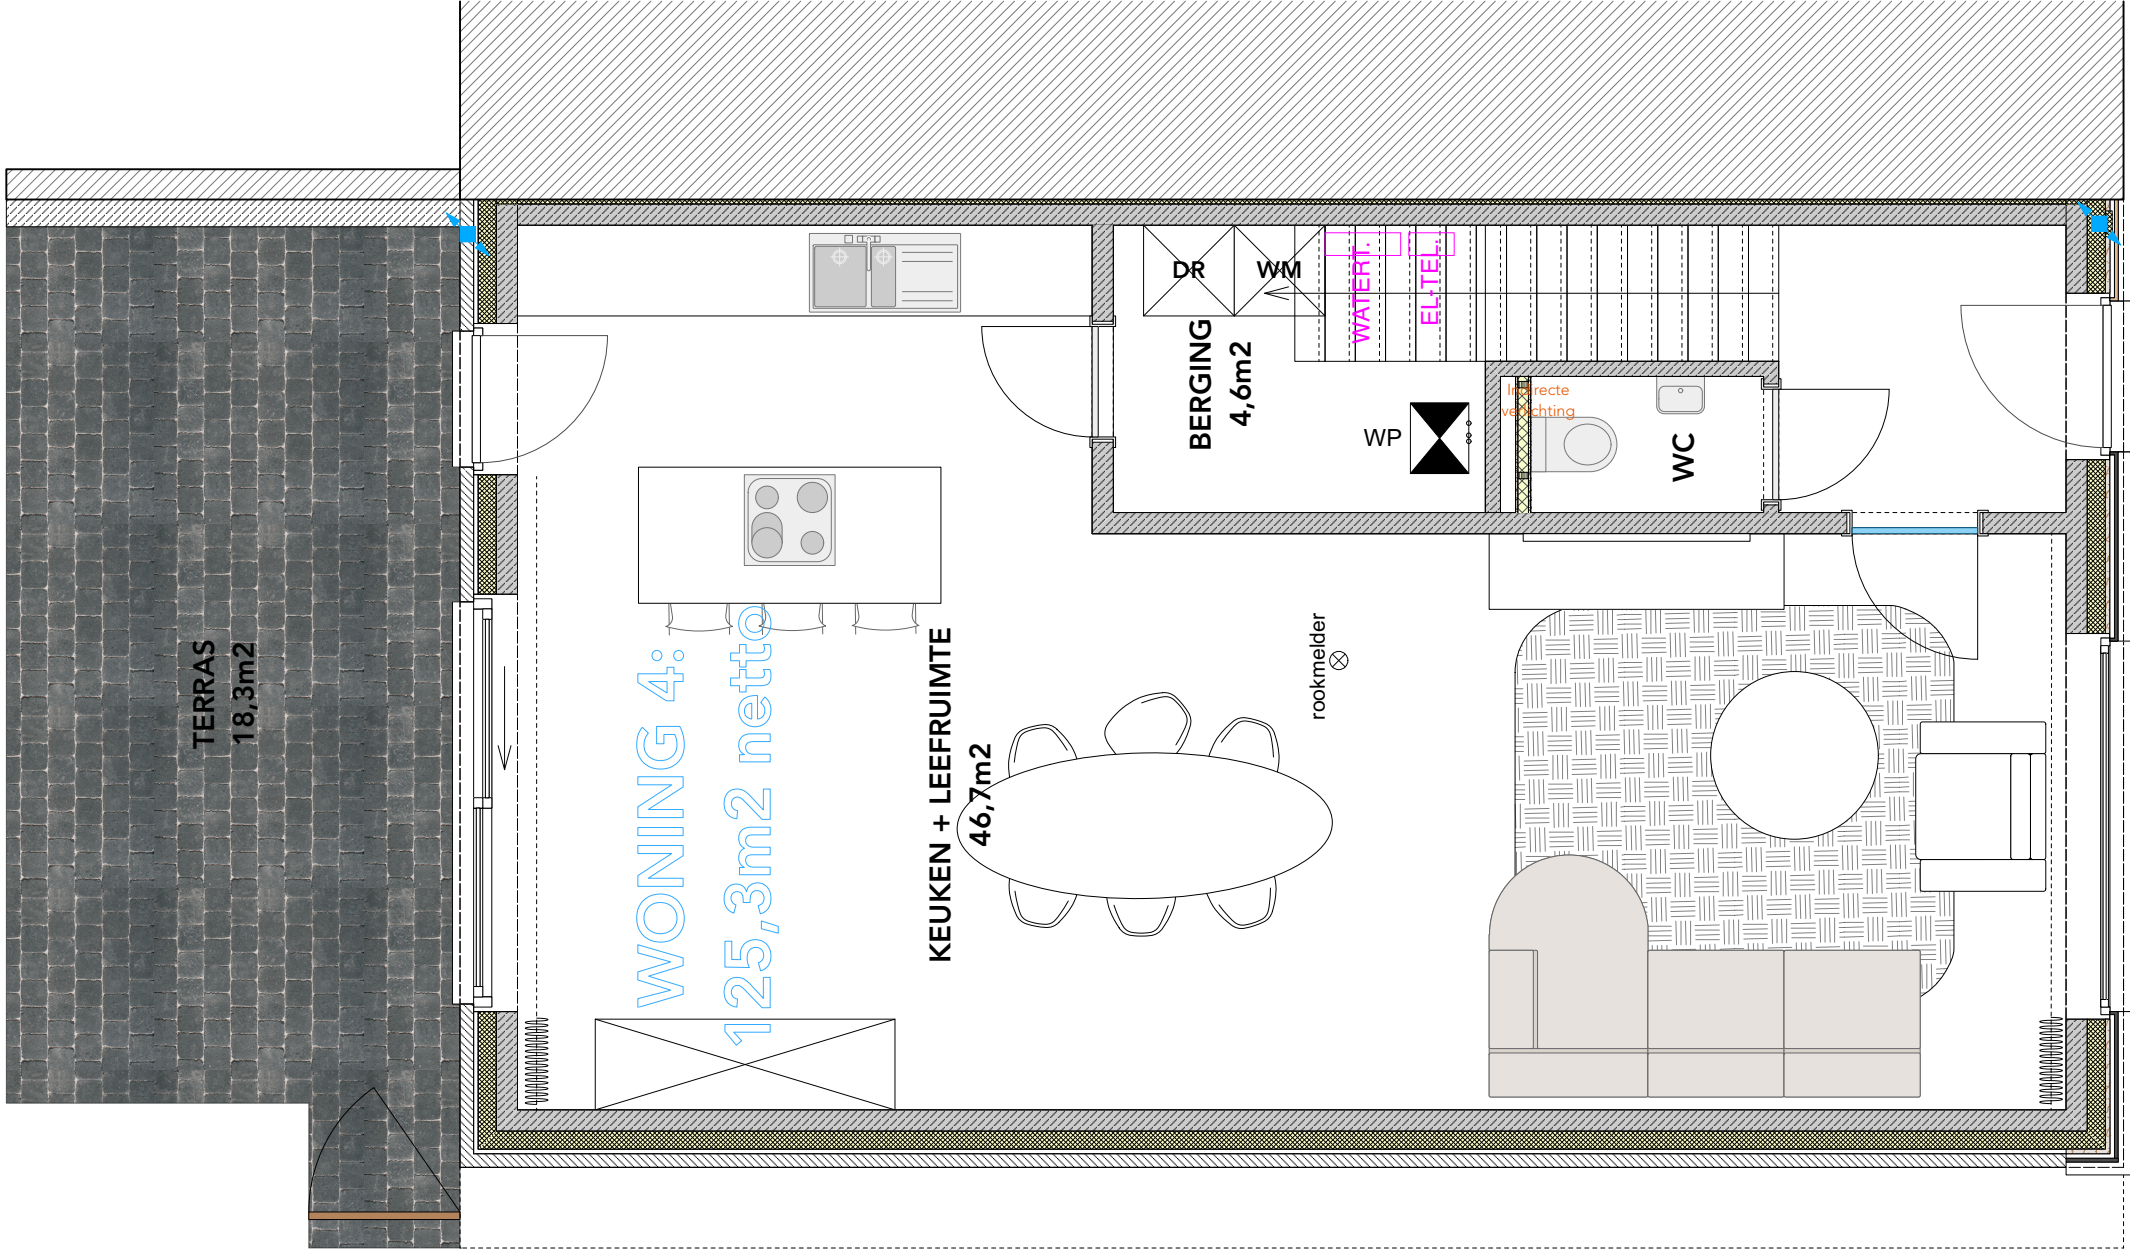 TERRAS
18,3m2
WONING 4:
125,3m2 netto
KEUKEN + LEEFRUIMTE
46,7m2
BERGING
4,6m2
DR
WM
WATERT.
EL-TEL.
WP
Indirecte
verlichting
WC
rookmelder